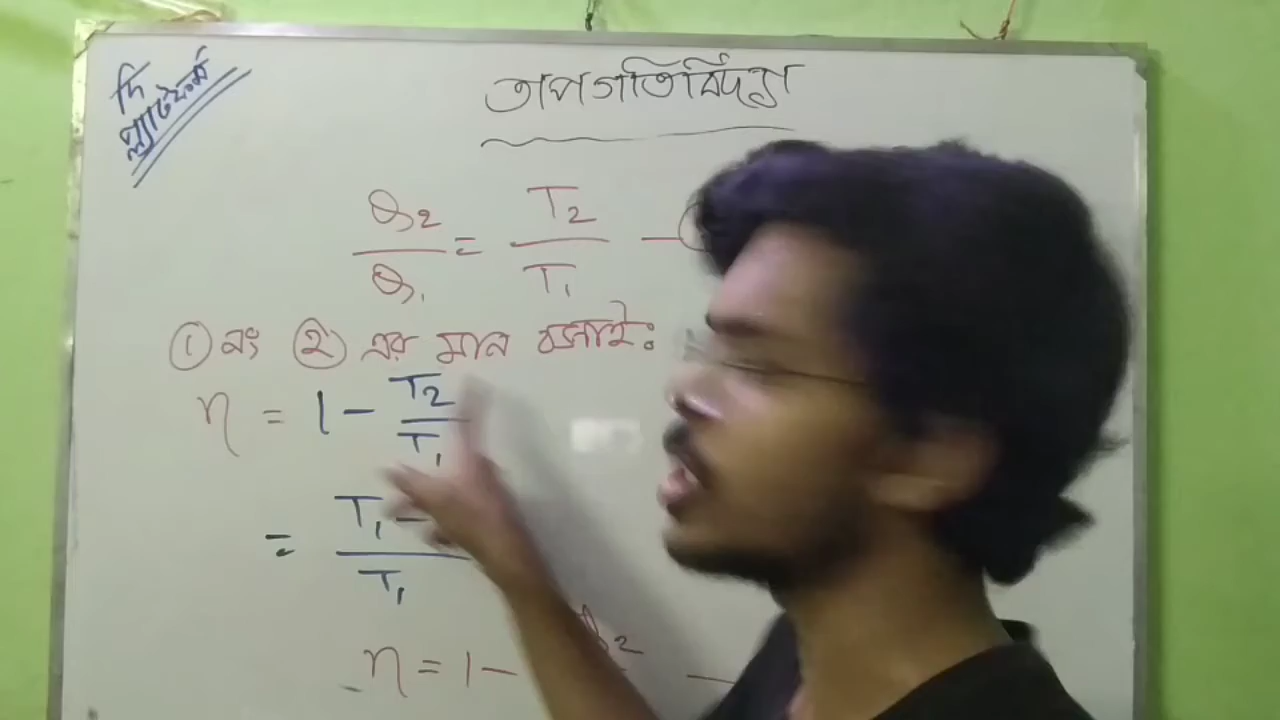 দি
প্ল্যাটফর্ম
তাপগতিবিদ্যা
Q₂/Q₁ = T₂/T₁ —
① নং ② এর মান বসাই:
η = 1 - T₂/T₁
= T₁ - /T₁
η = 1 -